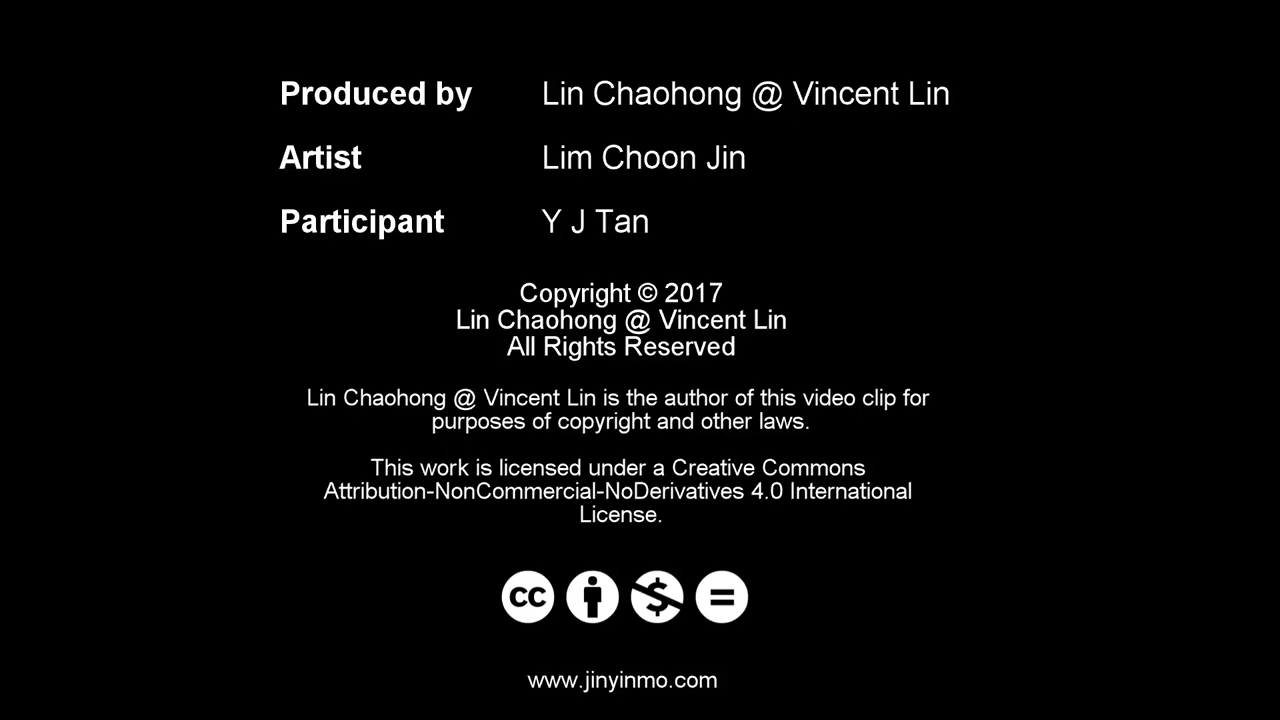 Produced by Lin Chaohong @ Vincent Lin
Artist Lim Choon Jin
Participant Y J Tan
Copyright © 2017
Lin Chaohong @ Vincent Lin
All Rights Reserved
Lin Chaohong @ Vincent Lin is the author of this video clip for
purposes of copyright and other laws.
This work is licensed under a Creative Commons
Attribution-NonCommercial-NoDerivatives 4.0 International
License.
cc $ =
www.jinyinmo.com